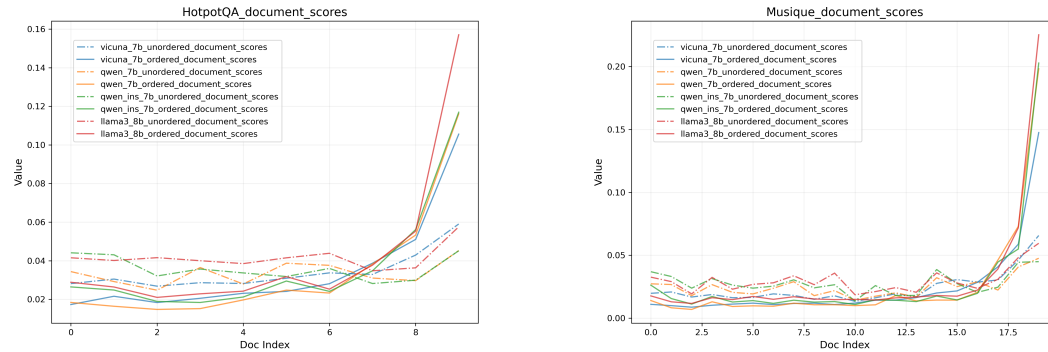 HotpotQA_document_scores
0.16
0.14
0.12
0.10
0.08
0.06
0.04
0.02
Value
vicuna_7b_unordered_document_scores
vicuna_7b_ordered_document_scores
qwen_7b_unordered_document_scores
qwen_7b_ordered_document_scores
qwen_ins_7b_unordered_document_scores
qwen_ins_7b_ordered_document_scores
llama3_8b_unordered_document_scores
llama3_8b_ordered_document_scores
0 2 4 6 8
Doc Index
Musique_document_scores
0.20
0.15
0.10
0.05
0.00
Value
vicuna_7b_unordered_document_scores
vicuna_7b_ordered_document_scores
qwen_7b_unordered_document_scores
qwen_7b_ordered_document_scores
qwen_ins_7b_unordered_document_scores
qwen_ins_7b_ordered_document_scores
llama3_8b_unordered_document_scores
llama3_8b_ordered_document_scores
0.0 2.5 5.0 7.5 10.0 12.5 15.0 17.5
Doc Index